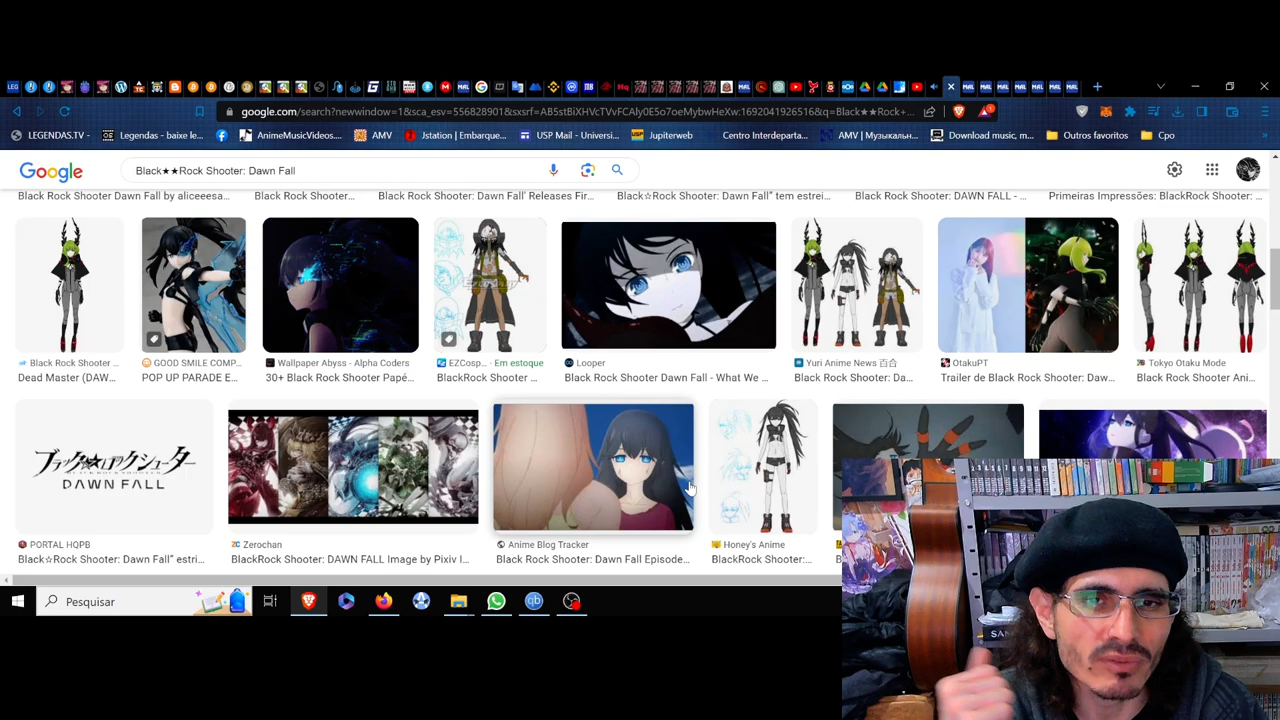 LEG
google.com/search?newwindow=1&sca_esv=556828901&sxsrf=AB5stBiXHVcTVvFCAly0E5o7oeMybwHeXw:1692041926516&q=Black★★Rock+...
LEGENDAS.TV -
Legendas - baixe le...
AnimeMusicVideos....
AMV
Jstation | Embarque...
USP Mail - Universi...
Jupiterweb
Centro Interdeparta...
AMV | Музыкальн...
Download music, m...
Outros favoritos
Cpo
Google
Black★★Rock Shooter: Dawn Fall
Black Rock Shooter Dawn Fall by aliceeesa...
Black Rock Shooter...
Black Rock Shooter: Dawn Fall' Releases Fir...
Black☆Rock Shooter: Dawn Fall" tem estrei...
Black Rock Shooter: DAWN FALL - ...
Primeiras Impressões: BlackRock Shooter: ...
Black Rock Shooter ...
GOOD SMILE COMP...
Wallpaper Abyss - Alpha Coders
EZCosp... · Em estoque
Looper
Yuri Anime News 百合
OtakuPT
Tokyo Otaku Mode
Dead Master (DAW...
POP UP PARADE E...
30+ Black Rock Shooter Papé...
BlackRock Shooter ...
Black Rock Shooter Dawn Fall - What We ...
Black Rock Shooter: Da...
Trailer de Black Rock Shooter: Daw...
Black Rock Shooter Ani...
ブラック★★ロックシューター
DAWN FALL
PORTAL HQPB
Zerochan
Anime Blog Tracker
Honey's Anime
Black☆Rock Shooter: Dawn Fall" estri...
BlackRock Shooter: DAWN FALL Image by Pixiv I...
Black Rock Shooter: Dawn Fall Episode...
BlackRock Shooter:...
Pesquisar
SAN